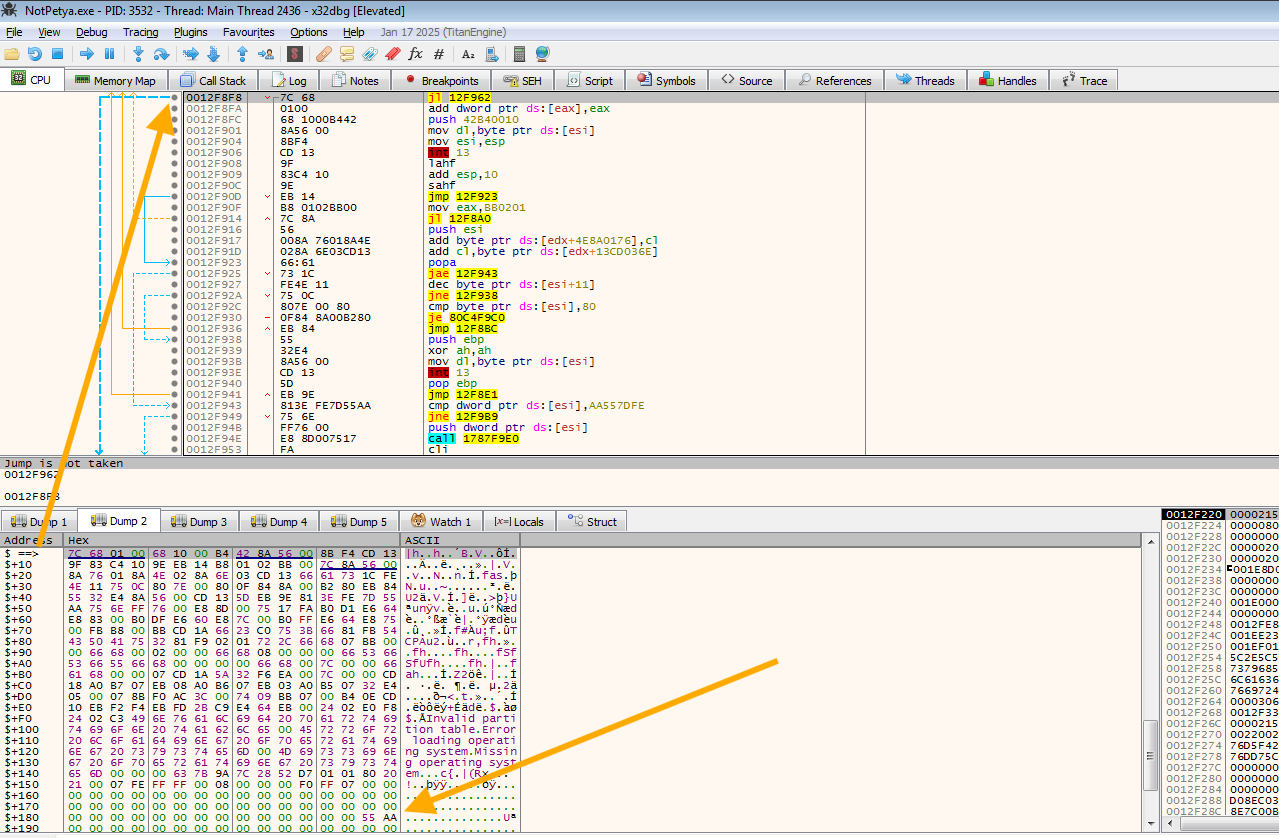 NotPetya.exe - PID: 3532 - Thread: Main Thread 2436 - x32dbg [Elevated]
File View Debug Tracing Plugins Favourites Options Help Jan 17 2025 (TitanEngine)
CPU Memory Map Call Stack Log Notes Breakpoints SEH Script Symbols Source References Threads Handles Trace
0012F8F8 7C 68 jl 12F962
0012F8FA 0100 add dword ptr ds:[eax],eax
0012F8FC 68 1000B442 push 42B40010
0012F901 8A56 00 mov dl,byte ptr ds:[esi]
0012F904 8BF4 mov esi,esp
0012F906 CD 13 int 13
0012F908 9F lahf
0012F909 83C4 10 add esp,10
0012F90C 9E sahf
0012F90D EB 14 jmp 12F923
0012F90F B8 0102BB00 mov eax,BB0201
0012F914 7C 8A jl 12F8A0
0012F916 56 push esi
0012F917 008A 76018A4E add byte ptr ds:[edx+4E8A0176],cl
0012F91D 028A 6E03CD13 add cl,byte ptr ds:[edx+13CD036E]
0012F923 66:61 popa
0012F925 73 1C jae 12F943
0012F927 FE4E 11 dec byte ptr ds:[esi+11]
0012F92A 75 0C jne 12F938
0012F92C 807E 00 80 cmp byte ptr ds:[esi],80
0012F930 0F84 8A00B280 je 80C4F9C0
0012F936 EB 84 jmp 12F8BC
0012F938 55 push ebp
0012F939 32E4 xor ah,ah
0012F93B 8A56 00 mov dl,byte ptr ds:[esi]
0012F93E CD 13 int 13
0012F940 5D pop ebp
0012F941 EB 9E jmp 12F8E1
0012F943 813E FE7D55AA cmp dword ptr ds:[esi],AA557DFE
0012F949 75 6E jne 12F9B9
0012F94B FF76 00 push dword ptr ds:[esi]
0012F94E E8 8D007517 call 1787F9E0
0012F953 FA cli
Jump is not taken
0012F962
0012F8F8
Dump 1 Dump 2 Dump 3 Dump 4 Dump 5 Watch 1 Locals Struct
Address Hex ASCII
$ ==> 7C 68 01 00 68 10 00 B4 42 8A 56 00 8B F4 CD 13 |h..h..´B.V..ôÍ.
$+10 9F 83 C4 10 9E EB 14 B8 01 02 BB 00 7C 8A 56 00 ..Ä..ë.¸..».|.V.
$+20 8A 76 01 8A 4E 02 8A 6E 03 CD 13 66 61 73 1C FE .v..N..n.Í.fas.þ
$+30 4E 11 75 0C 80 7E 00 80 0F 84 8A 00 B2 80 EB 84 N.u..~......².ë.
$+40 55 32 E4 8A 56 00 CD 13 5D EB 9E 81 3E FE 7D 55 U2ä.V.Í.]ë..>þ}U
$+50 AA 75 6E FF 76 00 E8 8D 00 75 17 FA B0 D1 E6 64 ªunÿv.è..u.ú°Ñæd
$+60 E8 83 00 B0 DF E6 60 E8 7C 00 B0 FF E6 64 E8 75 è..°ßæ`è|.°ÿædèu
$+70 00 FB B8 00 BB CD 1A 66 23 C0 75 3B 66 81 FB 54 .û¸.»Í.f#Àu;f.ûT
$+80 43 50 41 75 32 81 F9 02 01 72 2C 66 68 07 BB 00 CPAu2.ù..r,fh.».
$+90 00 66 68 00 02 00 00 66 68 08 00 00 00 66 53 66 .fh....fh....fSf
$+A0 53 66 55 66 68 00 00 00 00 66 68 00 7C 00 00 66 SfUfh....fh.|..f
$+B0 61 68 00 00 07 CD 1A 5A 32 F6 EA 00 7C 00 00 CD ah...Í.Z2öê.|..Í
$+C0 18 A0 B7 07 EB 08 A0 B6 07 EB 03 A0 B5 07 32 E4 . ·.ë. ¶.ë. µ.2ä
$+D0 05 00 07 8B F0 AC 3C 00 74 09 BB 07 00 B4 0E CD ....ð¬<.t.»..´.Í
$+E0 10 EB F2 F4 EB FD 2B C9 E4 64 EB 00 24 02 E0 F8 .ëòôëý+Éädë.$.àø
$+F0 24 02 C3 49 6E 76 61 6C 69 64 20 70 61 72 74 69 $.ÃInvalid parti
$+100 74 69 6F 6E 20 74 61 62 6C 65 00 45 72 72 6F 72 tion table.Error
$+110 20 6C 6F 61 64 69 6E 67 20 6F 70 65 72 61 74 69 loading operati
$+120 6E 67 20 73 79 73 74 65 6D 00 4D 69 73 73 69 6E ng system.Missin
$+130 67 20 6F 70 65 72 61 74 69 6E 67 20 73 79 73 74 g operating syst
$+140 65 6D 00 00 00 63 7B 9A 7C 28 52 D7 01 01 80 20 em...c{.|(R×...
$+150 21 00 07 FE FF FF 00 08 00 00 00 F0 FF 07 00 00 !..þÿÿ.....ðÿ...
$+160 00 00 00 00 00 00 00 00 00 00 00 00 00 00 00 00 ................
$+170 00 00 00 00 00 00 00 00 00 00 00 00 00 00 00 00 ................
$+180 00 00 00 00 00 00 00 00 00 00 00 00 00 00 55 AA ..............Uª
$+190 00 00 00 00 00 00 00 00 00 00 00 00 00 00 00 00 ................
0012F220 0000215
0012F224 0000080
0012F228 0000000
0012F22C 0000020
0012F230 0000020
0012F234 001E8D0
0012F238 0000000
0012F23C 0000000
0012F240 001E000
0012F244 0000000
0012F248 0012FE8
0012F24C 001EE23
0012F250 001EF01
0012F254 5C2E5C5
0012F258 7379685
0012F25C 6C61636
0012F260 7669724
0012F264 0000306
0012F268 0012F33
0012F26C 0000215
0012F270 0022002
0012F274 76D5F42
0012F278 76DD75C
0012F27C 0000000
0012F280 0000000
0012F284 0000000
0012F288 D08EC03
0012F28C 8E7C00B